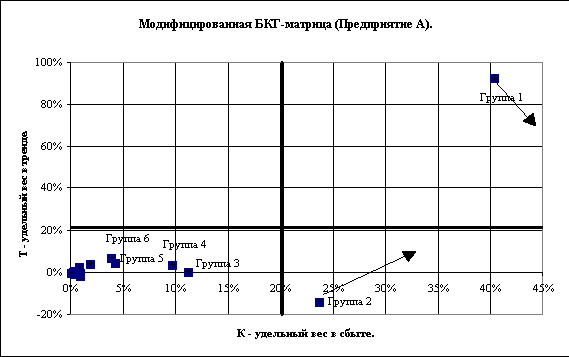 Модифицированная БКГ-матрица (Предприятие А).
Т - удельный вес в тренде.
100%
80%
60%
40%
20%
0%
-20%
Группа 1
Группа 6
Группа 4
Группа 5
Группа 3
Группа 2
0%
5%
10%
15%
20%
25%
30%
35%
40%
45%
К - удельный вес в сбыте.